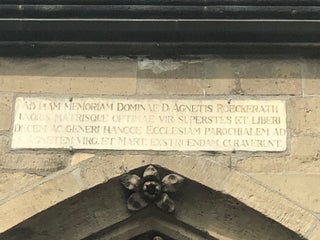 AD PIAM MEMORIAM DOMINAE D. AGNETIS ROECKERATH
UXORIS MATRISQUE OPTIMAE VIR SUPERSTES ET LIBERI
DECEM AC GENERI HANCCE ECCLESIAM PAROCHIALEM AD
S. AGNETEM VIRG. ET MART. EXSTRUENDAM CURAVERUNT.